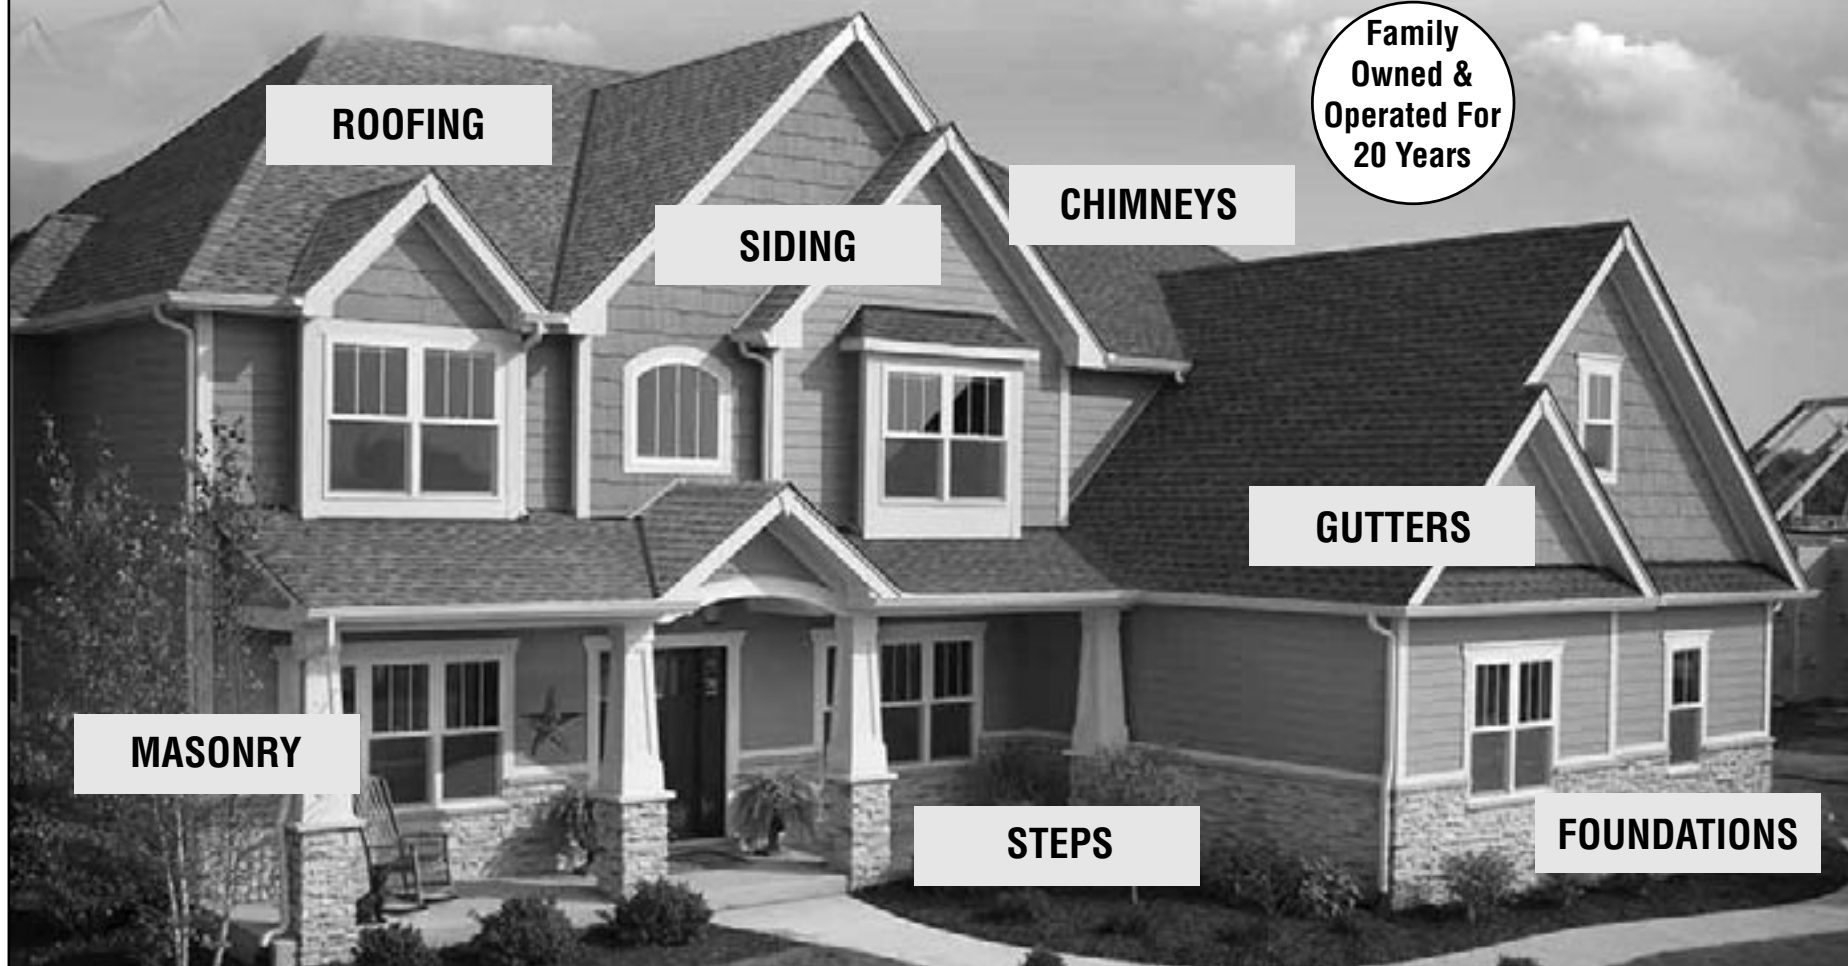 Family
Owned &
Operated For
20 Years
ROOFING
CHIMNEYS
SIDING
GUTTERS
MASONRY
STEPS
FOUNDATIONS